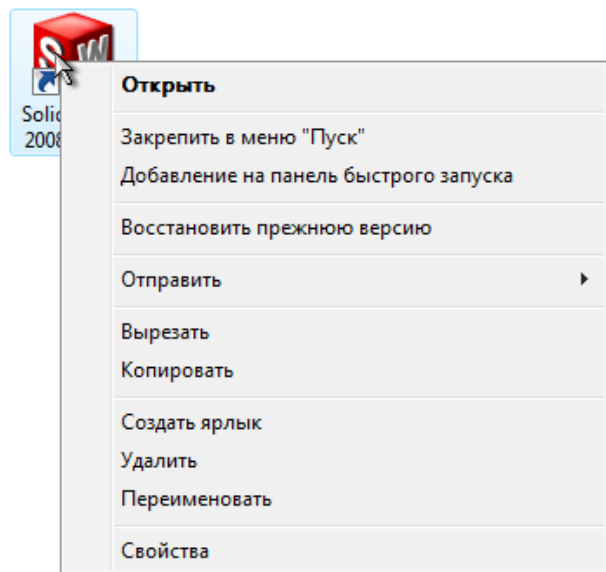 SW
2008
Открыть
Закрепить в меню "Пуск"
Добавление на панель быстрого запуска
Восстановить прежнюю версию
Отправить
Вырезать
Копировать
Создать ярлык
Удалить
Переименовать
Свойства